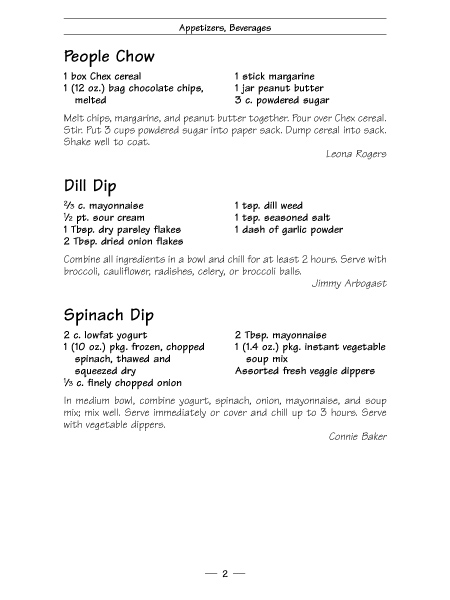 Appetizers, Beverages
People Chow
1 box Chex cereal
1 (12 oz.) bag chocolate chips,
melted
1 stick margarine
1 jar peanut butter
3 c. powdered sugar
Melt chips, margarine, and peanut butter together. Pour over Chex cereal.
Stir. Put 3 cups powdered sugar into paper sack. Dump cereal into sack.
Shake well to coat.
Leona Rogers
Dill Dip
⅔ c. mayonnaise
½ pt. sour cream
1 Tbsp. dry parsley flakes
2 Tbsp. dried onion flakes
1 tsp. dill weed
1 tsp. seasoned salt
1 dash of garlic powder
Combine all ingredients in a bowl and chill for at least 2 hours. Serve with
broccoli, cauliflower, radishes, celery, or broccoli balls.
Jimmy Arbogast
Spinach Dip
2 c. lowfat yogurt
1 (10 oz.) pkg. frozen, chopped
spinach, thawed and
squeezed dry
⅓ c. finely chopped onion
2 Tbsp. mayonnaise
1 (1.4 oz.) pkg. instant vegetable
soup mix
Assorted fresh veggie dippers
In medium bowl, combine yogurt, spinach, onion, mayonnaise, and soup
mix; mix well. Serve immediately or cover and chill up to 3 hours. Serve
with vegetable dippers.
Connie Baker
— 2 —